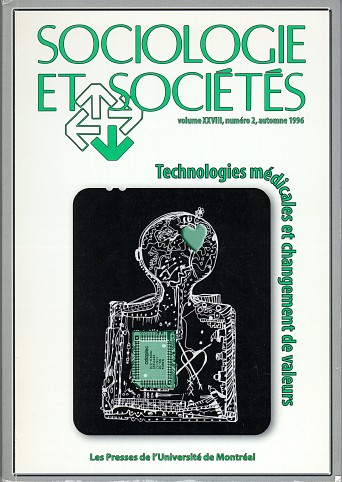 SOCIOLOGIE
ET SOCIÉTÉS
volume XXVIII, numéro 2, automne 1996
Technologies médicales et changement de valeurs
Les Presses de l'Université de Montréal